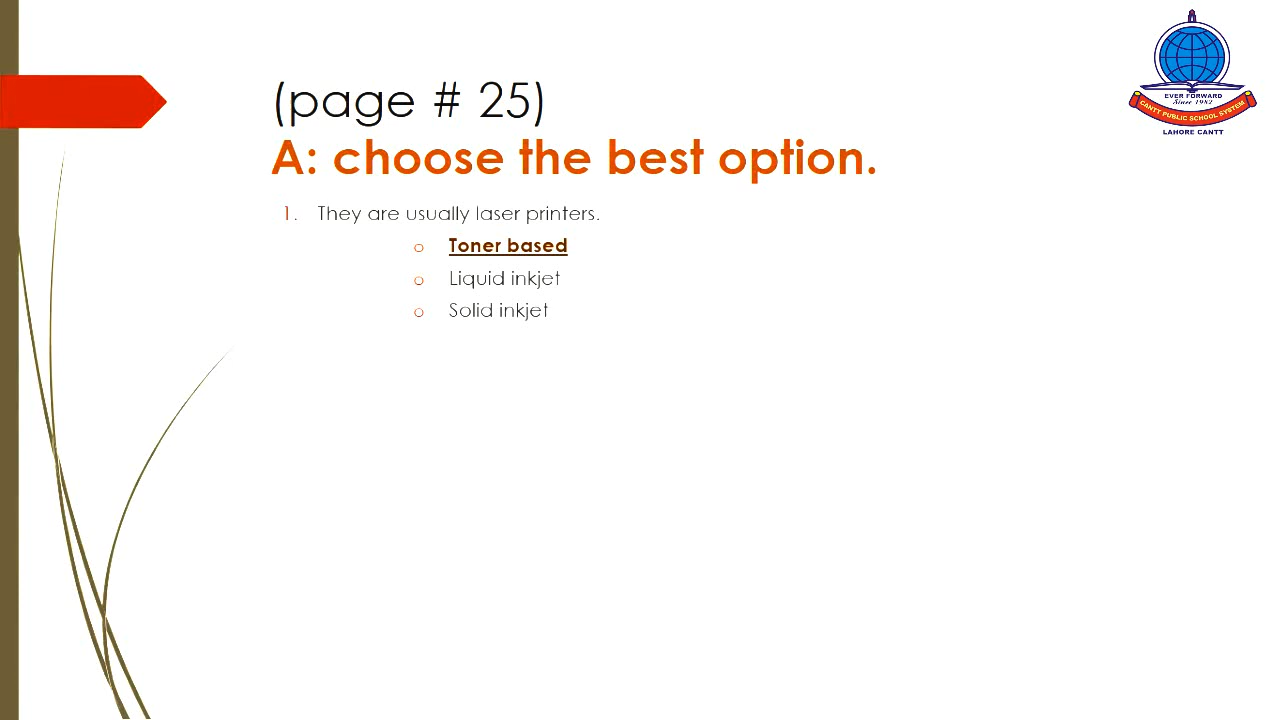 (page # 25)
A: choose the best option.
1. They are usually laser printers.
o Toner based
o Liquid inkjet
o Solid inkjet
EVER FORWARD
Since 1982
CANTT PUBLIC SCHOOL SYSTEM
LAHORE CANTT